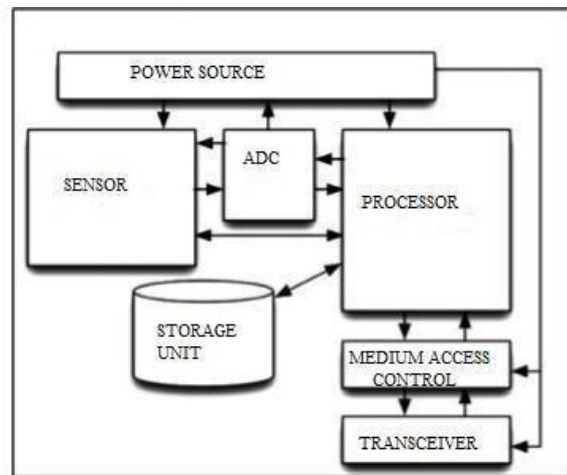 POWER SOURCE
SENSOR
ADC
PROCESSOR
STORAGE
UNIT
MEDIUM ACCESS
CONTROL
TRANSCEIVER